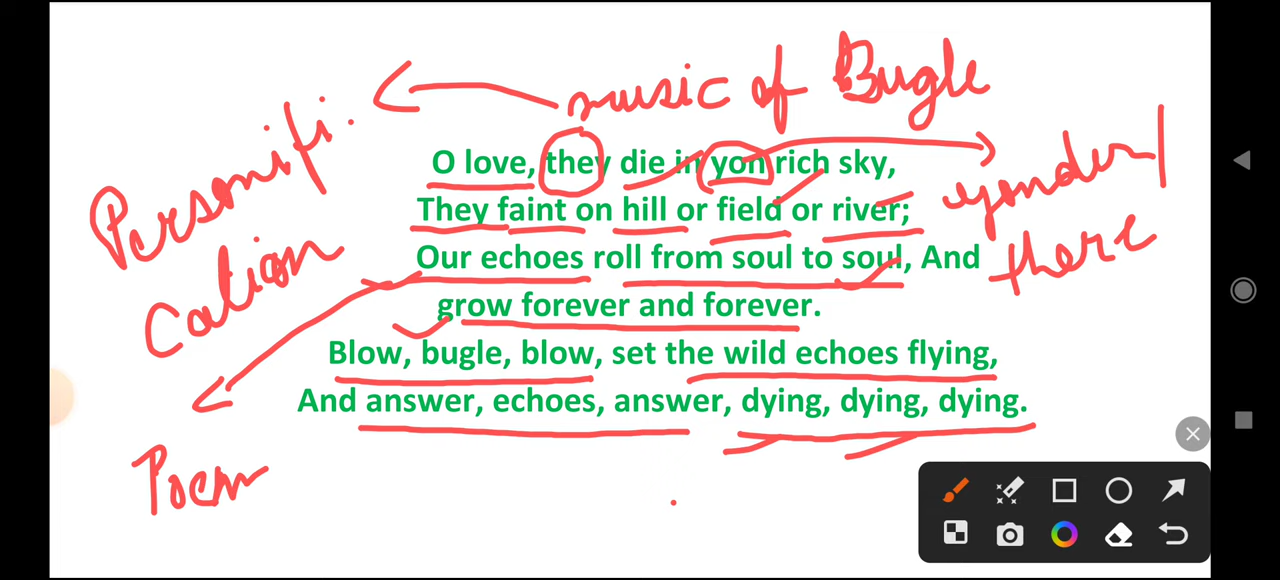 music of Bugle
Personifi.
cation
O love, they die in yon rich sky,
yonder/
there
They faint on hill or field or river;
Our echoes roll from soul to soul, And
grow forever and forever.
Blow, bugle, blow, set the wild echoes flying,
And answer, echoes, answer, dying, dying, dying.
Poem